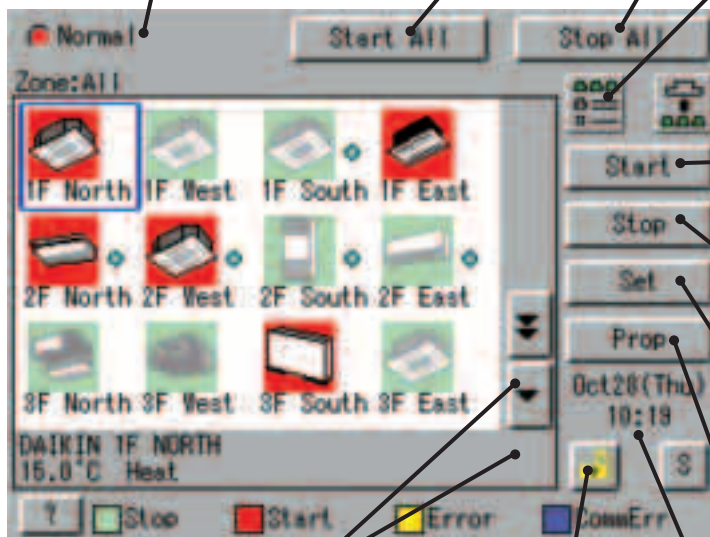 Normal
Start All
Stop All
Zone:All
1F North
1F West
1F South
1F East
Start
Stop
2F North
2F West
2F South
2F East
Set
Prop
3F North
3F West
3F South
3F East
Oct28(Thu)
10:19
DAIKIN 1F NORTH
15.0°C Heat
S
?
Stop
Start
Error
CommErr